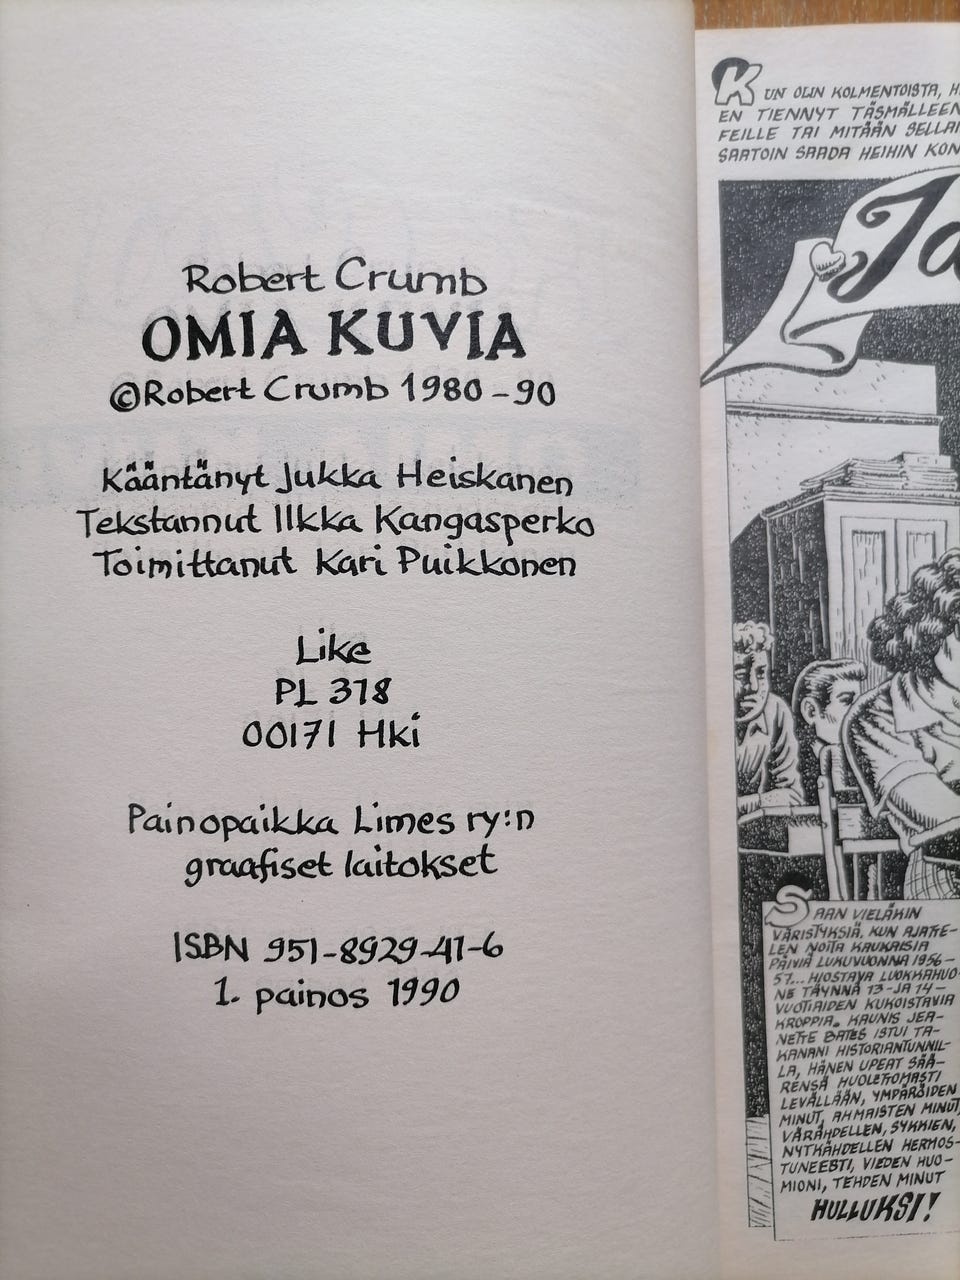 Robert Crumb
OMIA KUVIA
©Robert Crumb 1980-90
Kääntänyt Jukka Heiskanen
Tekstannut Ilkka Kangasperko
Toimittanut Kari Puikkonen
Like
PL 378
00171 Hki
Painopaikka Limes ry:n
graafiset laitokset
ISBN 951-8929-41-6
1. painos 1990
KUN OLIN KOLMENTOISTA,
EN TIENNYT TÄSMÄLLEEN
FEILLE TAI MITÄÄN
SAATOIN SAADA HEIHIN
SAAN VIELÄKIN
VÄRISTYKSIÄ, KUN AJATTE-
LEN NOITA KAUKAISIA
PÄIVIÄ LUKUVUONNA 1956-
57... HIOSTAVA LUOKKAHUO-
NE TÄYNNÄ 13-JA 14-
VUOTIAIDEN KUKOISTAVIA
KROPPIA. KAUNIS JEA-
NETTE BATES ISTUI TA-
KANANI HISTORIANTUNNIL-
LA, HÄNEN UPEAT SÄÄ-
RENSÄ HUOLETTOMASTI
LEVÄLLÄÄN, YMPÄRÖIDEN
MINUT, AHMAISTEN MINUT,
VÄRÄHDELLEN, SYKKIEN,
NYTKÄHDELLEN HERMOS-
TUNEESTI, VIEDEN HUO-
MIONI, TEHDEN MINUT
HULLUKSI!